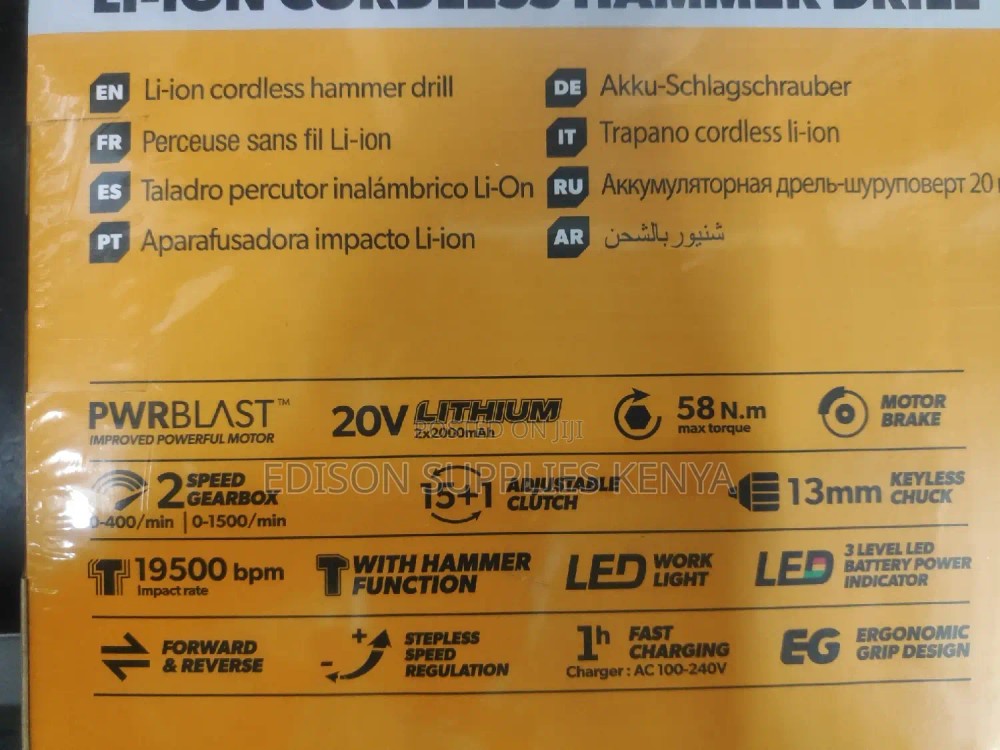 LI-ION CORDLESS HAMMER DRILL
EN Li-ion cordless hammer drill
FR Perceuse sans fil Li-ion
ES Taladro percutor inalámbrico Li-On
PT Aparafusadora impacto Li-ion
DE Akku-Schlagschrauber
IT Trapano cordless li-ion
RU Аккумуляторная дрель-шуруповерт 20
AR شنيور بالشحن
PWRBLAST™
IMPROVED POWERFUL MOTOR
20V LITHIUM
2x2000mAh
58 N.m
max torque
MOTOR
BRAKE
POSTED ON JIJI
EDISON SUPPLIES KENYA
2 SPEED
GEARBOX
0-400/min | 0-1500/min
15+1 ADJUSTABLE
CLUTCH
13mm KEYLESS
CHUCK
19500 bpm
Impact rate
WITH HAMMER
FUNCTION
LED WORK
LIGHT
LED 3 LEVEL LED
BATTERY POWER
INDICATOR
FORWARD
& REVERSE
+
-
STEPLESS
SPEED
REGULATION
1h FAST
CHARGING
Charger : AC 100-240V
EG ERGONOMIC
GRIP DESIGN